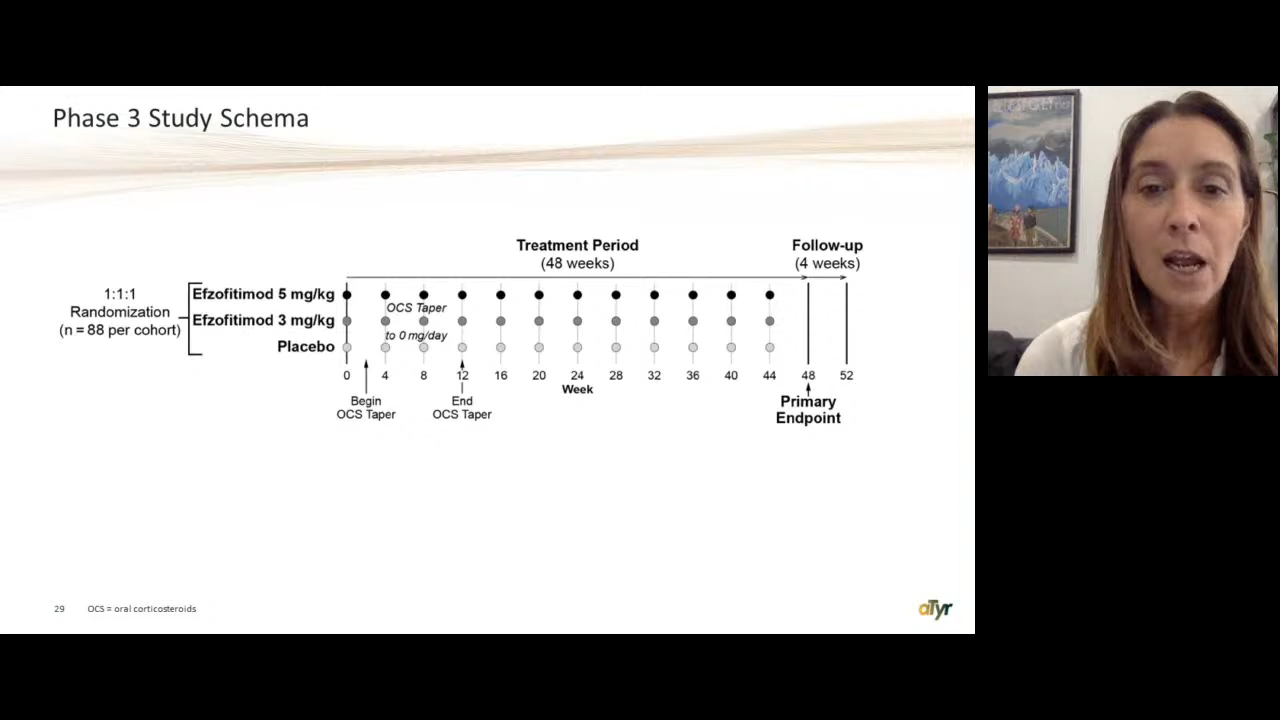 Phase 3 Study Schema
Treatment Period
(48 weeks)
Follow-up
(4 weeks)
1:1:1
Randomization
(n = 88 per cohort)
Efzofitimod 5 mg/kg
OCS Taper
Efzofitimod 3 mg/kg
to 0 mg/day
Placebo
0 4 8 12 16 20 24 28 32 36 40 44 48 52
Week
Begin
OCS Taper
End
OCS Taper
Primary
Endpoint
29 OCS = oral corticosteroids
aTyr